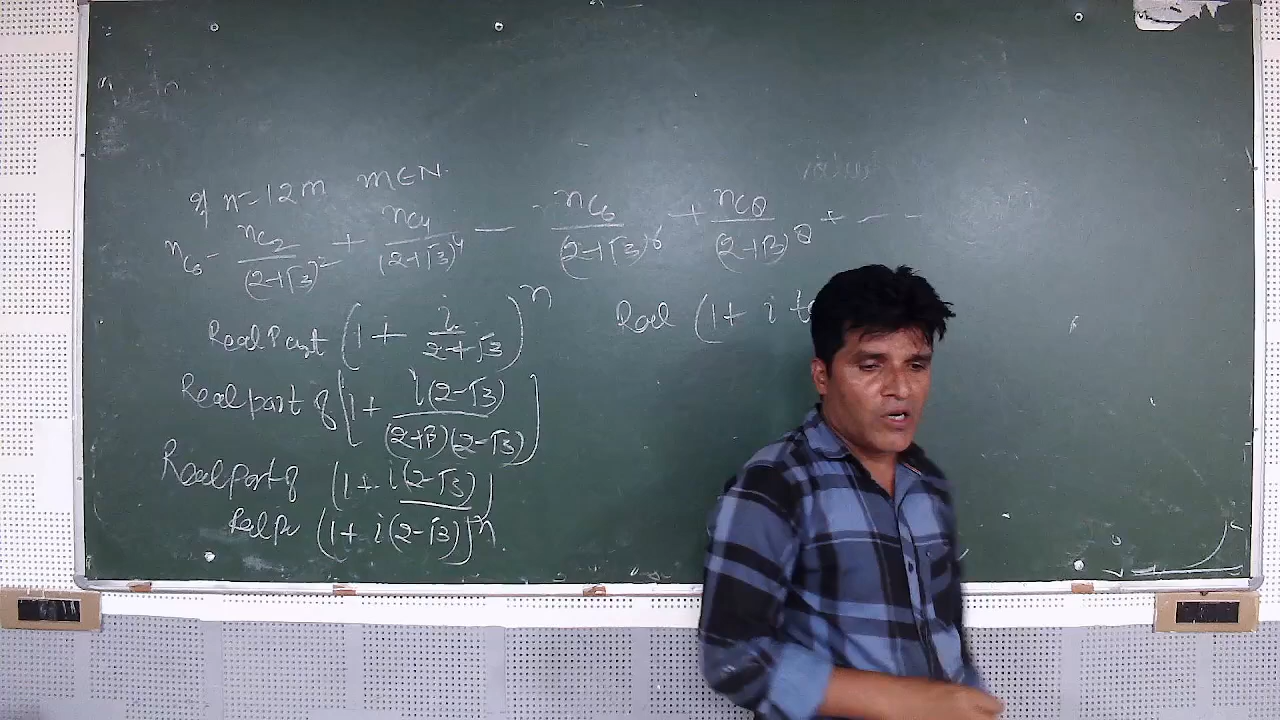 If n = 12m m∈N.
nC0 - nC2/(2+√3)^2 + nC4/(2+√3)^4 - nC6/(2+√3)^6 + nC8/(2+√3)^8 + - - -
Real Part (1 + i/(2+√3))^n
Real part of [1 + i(2-√3)/((2+√3)(2-√3))]
Real part of (1 + i(2-√3))
Real (1 + i(2-√3))^n.
Real (1 + i t